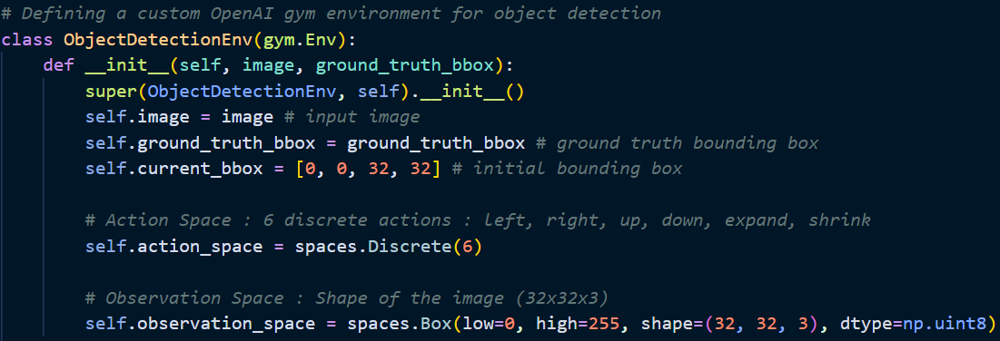 # Defining a custom OpenAI gym environment for object detection
class ObjectDetectionEnv(gym.Env):
    def __init__(self, image, ground_truth_bbox):
        super(ObjectDetectionEnv, self).__init__()
        self.image = image # input image
        self.ground_truth_bbox = ground_truth_bbox # ground truth bounding box
        self.current_bbox = [0, 0, 32, 32] # initial bounding box

        # Action Space : 6 discrete actions : left, right, up, down, expand, shrink
        self.action_space = spaces.Discrete(6)

        # Observation Space : Shape of the image (32x32x3)
        self.observation_space = spaces.Box(low=0, high=255, shape=(32, 32, 3), dtype=np.uint8)